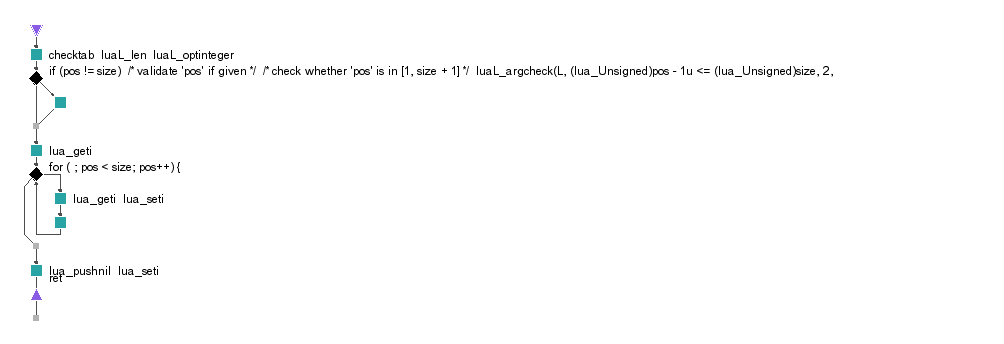 checktab luaL_len luaL_optinteger
if (pos != size) /* validate 'pos' if given */ /* check whether 'pos' is in [1, size + 1] */ luaL_argcheck(L, (lua_Unsigned)pos - 1u <= (lua_Unsigned)size, 2,
lua_geti
for ( ; pos < size; pos++) {
lua_geti lua_seti
lua_pushnil lua_seti
ret